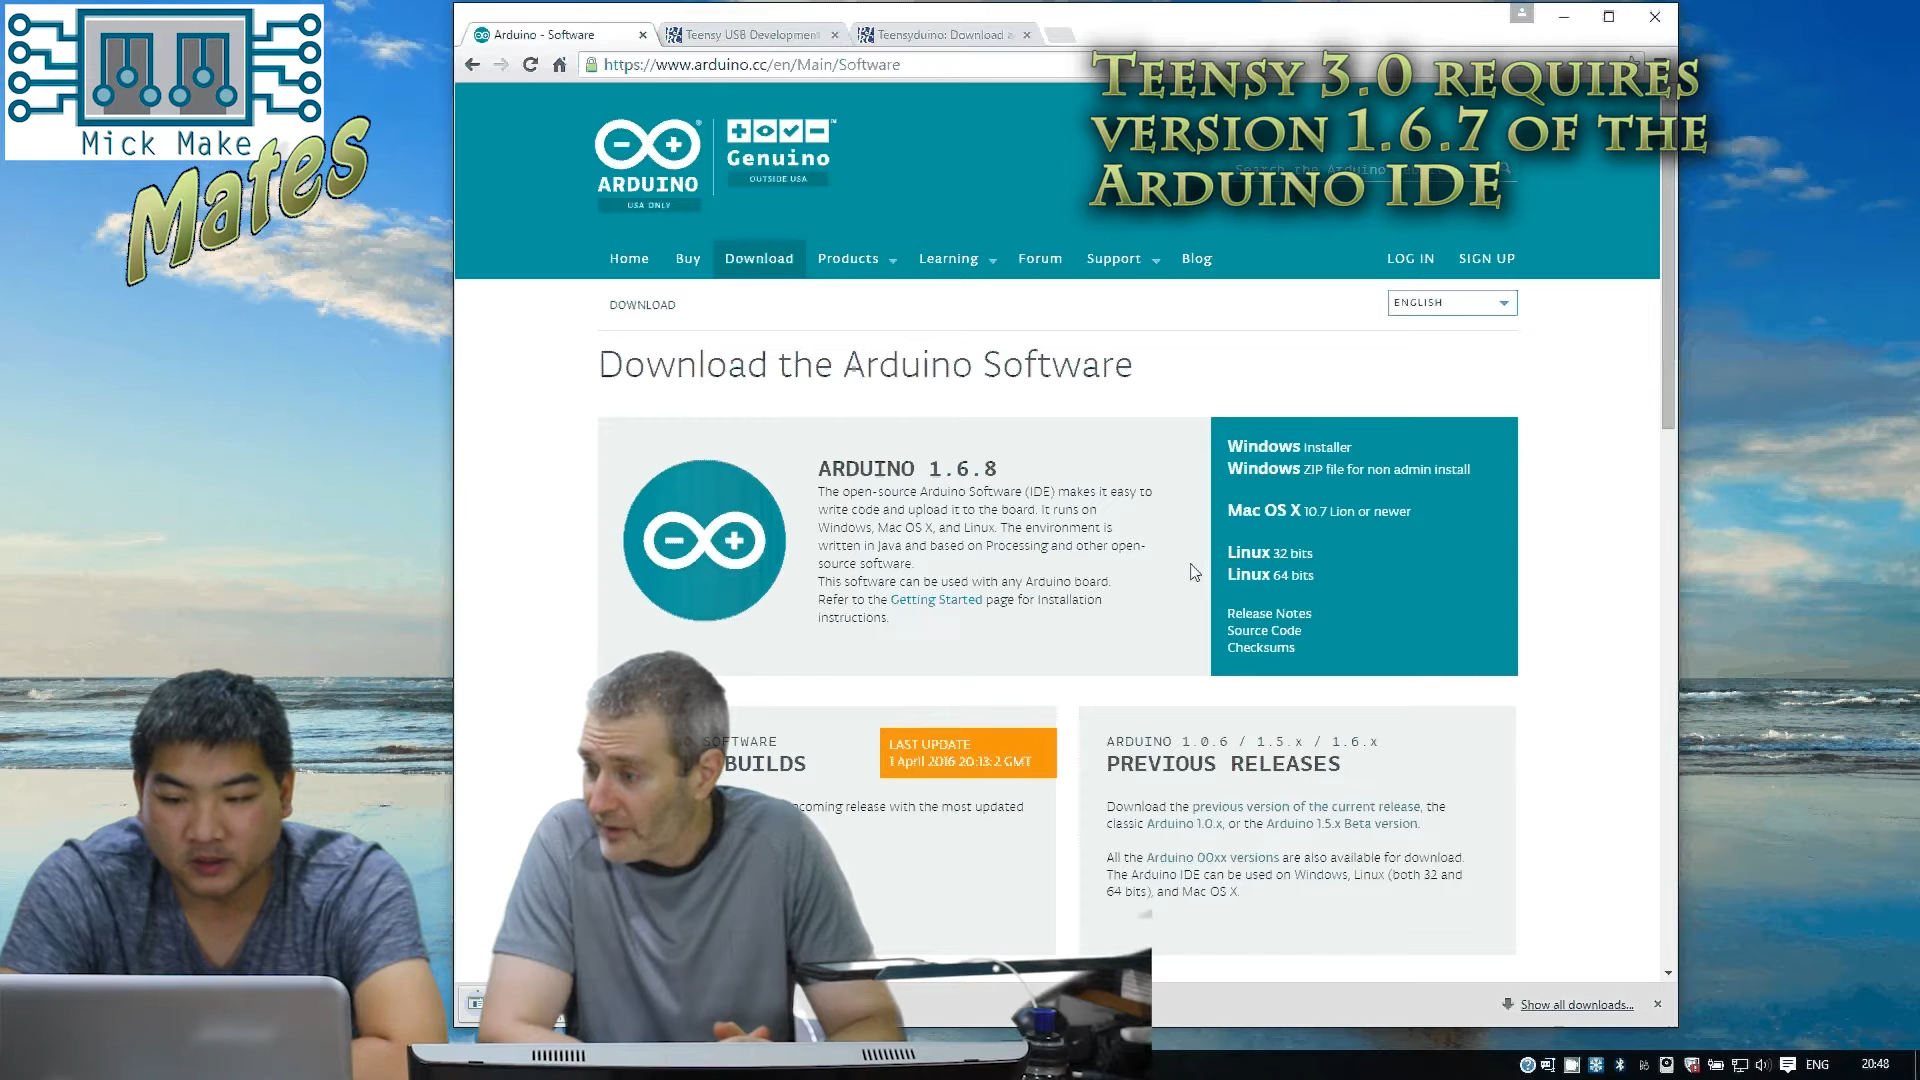 Mick Make
Mates
Arduino - Software
Teensy USB Development
Teensyduino: Download a
https://www.arduino.cc/en/Main/Software
Teensy 3.0 requires
version 1.6.7 of the
Arduino IDE
ARDUINO
USA ONLY
Genuino
OUTSIDE USA
Search the Arduino
Home Buy Download Products Learning Forum Support Blog LOG IN SIGN UP
DOWNLOAD
ENGLISH
Download the Arduino Software
ARDUINO 1.6.8
The open-source Arduino Software (IDE) makes it easy to
write code and upload it to the board. It runs on
Windows, Mac OS X, and Linux. The environment is
written in Java and based on Processing and other open-
source software.
This software can be used with any Arduino board.
Refer to the Getting Started page for Installation
instructions.
Windows Installer
Windows ZIP file for non admin install
Mac OS X 10.7 Lion or newer
Linux 32 bits
Linux 64 bits
Release Notes
Source Code
Checksums
SOFTWARE
BUILDS
LAST UPDATE
1 April 2016 20:13:2 GMT
coming release with the most updated
ARDUINO 1.0.6 / 1.5.x / 1.6.x
PREVIOUS RELEASES
Download the previous version of the current release, the
classic Arduino 1.0.x, or the Arduino 1.5.x Beta version.
All the Arduino 00xx versions are also available for download.
The Arduino IDE can be used on Windows, Linux (both 32 and
64 bits), and Mac OS X.
Show all downloads...
ENG
20:48